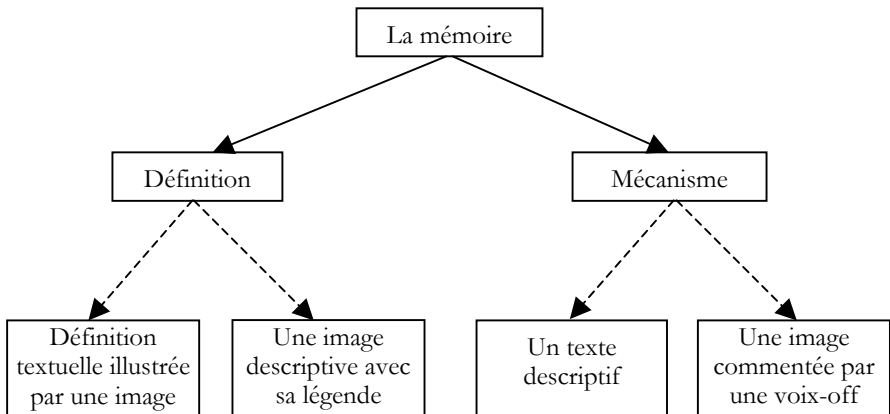 La mémoire
Définition
Mécanisme
Définition
textuelle illustrée
par une image
Une image
descriptive avec
sa légende
Un texte
descriptif
Une image
commentée par
une voix-off